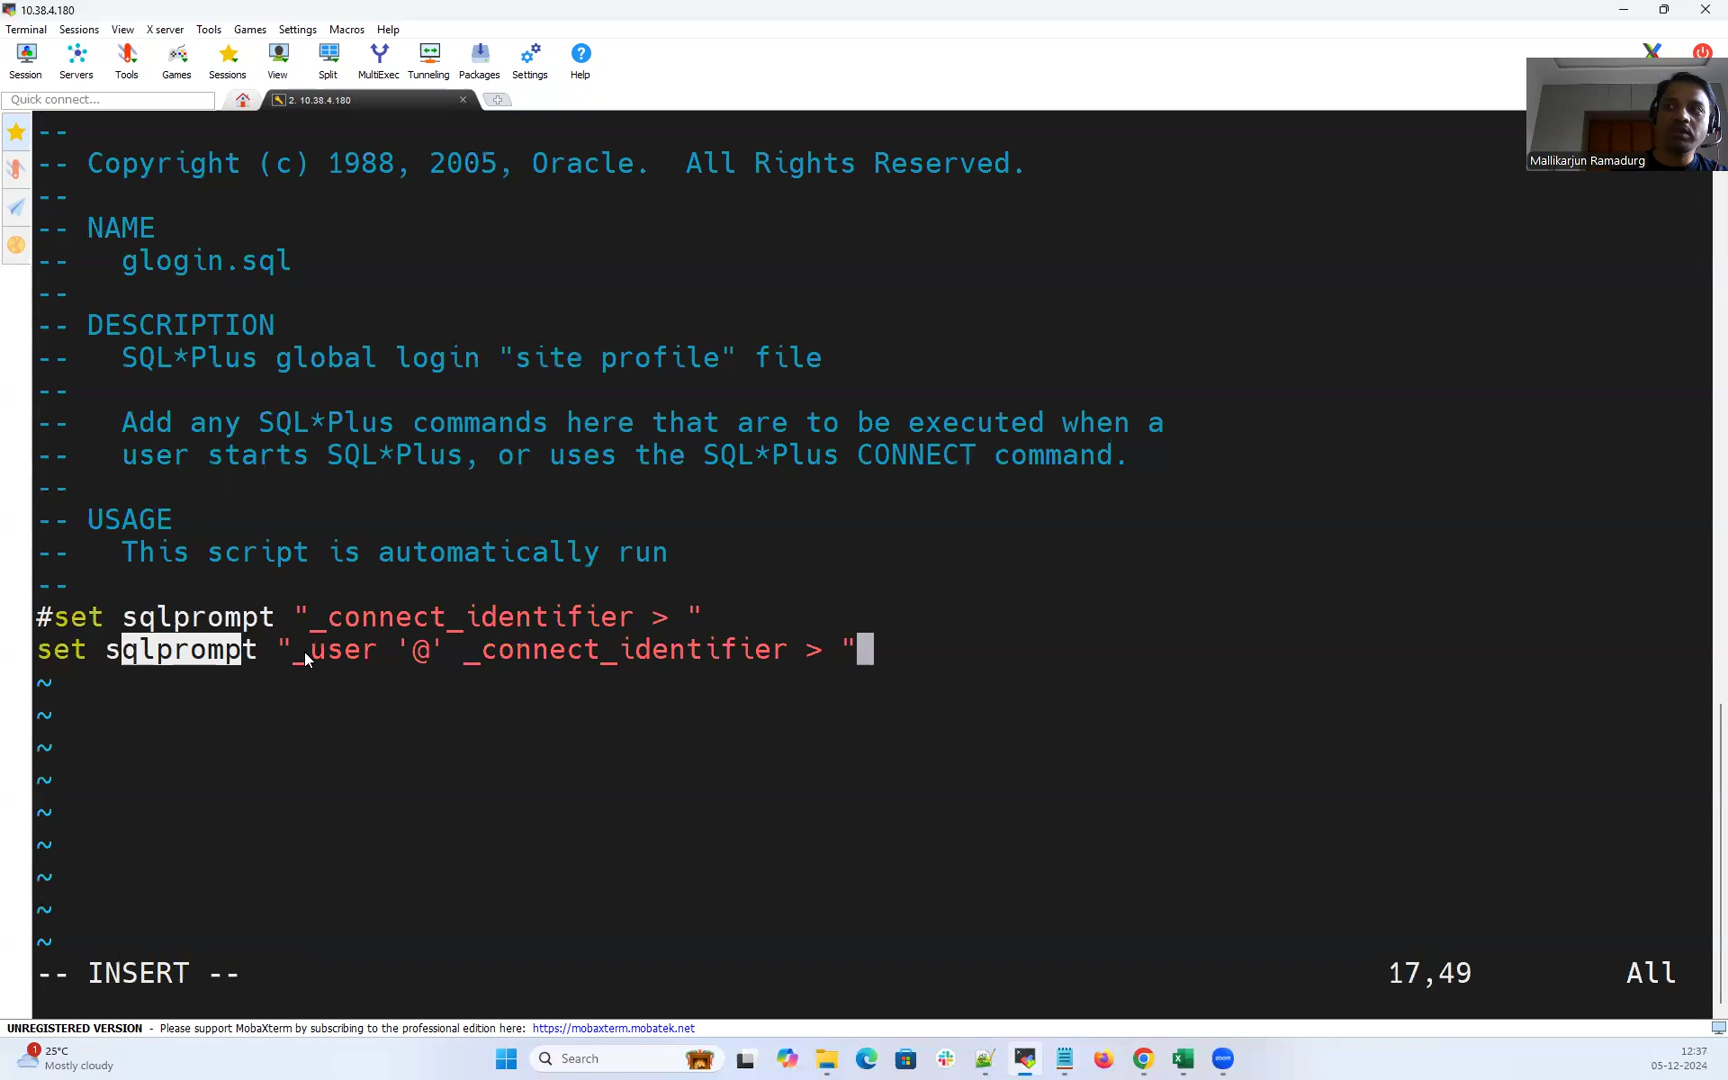 10.38.4.180
Terminal Sessions View X server Tools Games Settings Macros Help
Session Servers Tools Games Sessions View Split MultiExec Tunneling Packages Settings Help
Quick connect...
2. 10.38.4.180
Mallikarjun Ramadurg
--
-- Copyright (c) 1988, 2005, Oracle. All Rights Reserved.
--
-- NAME
-- glogin.sql
--
-- DESCRIPTION
-- SQL*Plus global login "site profile" file
--
-- Add any SQL*Plus commands here that are to be executed when a
-- user starts SQL*Plus, or uses the SQL*Plus CONNECT command.
--
-- USAGE
-- This script is automatically run
--
#set sqlprompt "_connect_identifier > "
set sqlprompt "_user '@' _connect_identifier > "
~
~
~
~
~
~
~
~
~
-- INSERT -- 17,49 All
UNREGISTERED VERSION - Please support MobaXterm by subscribing to the professional edition here: https://mobaxterm.mobatek.net
1
25°C
Mostly cloudy
Search
zoom
12:37
05-12-2024